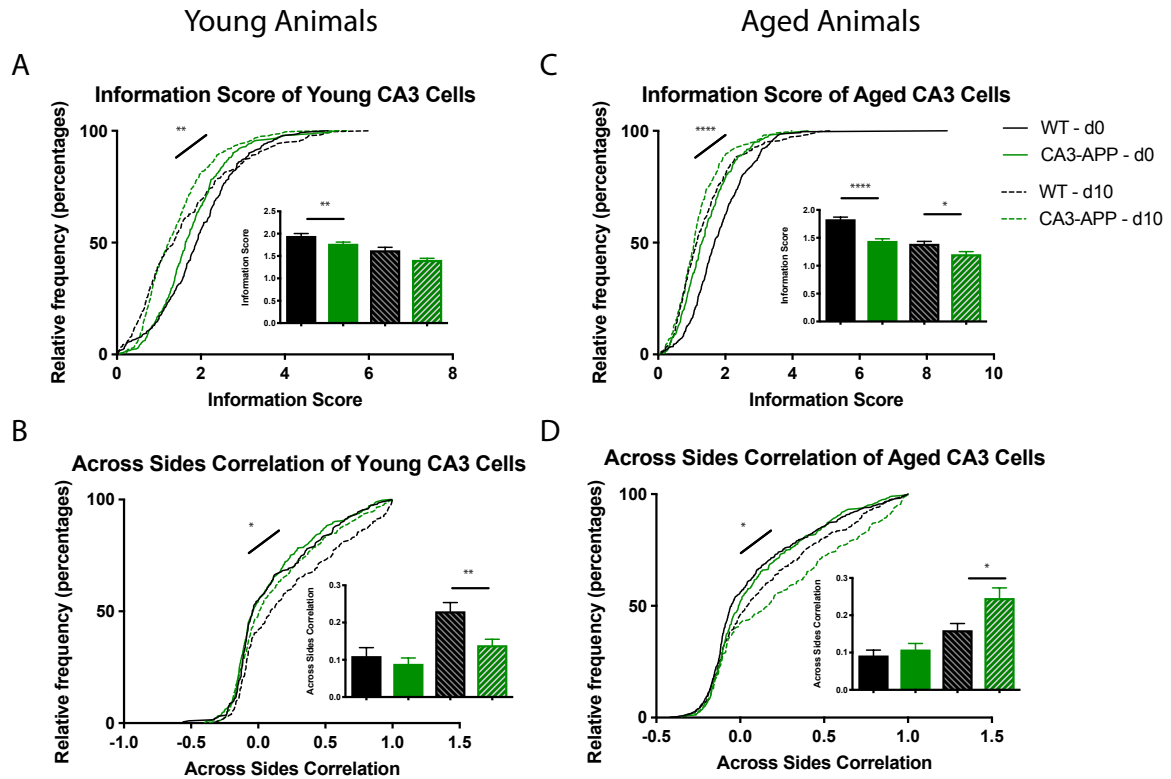 Young Animals
Aged Animals
A
Information Score of Young CA3 Cells
Relative frequency (percentages)
100
50
0
**
0 2 4 6 8
Information Score
Information Score
2.0
1.5
1.0
0.5
0.0
**
C
Information Score of Aged CA3 Cells
Relative frequency (percentages)
100
50
0
****
0 2 4 6 8 10
Information Score
Information Score
2.0
1.5
1.0
0.5
0.0
****
*
WT - d0
CA3-APP - d0
WT - d10
CA3-APP - d10
B
Across Sides Correlation of Young CA3 Cells
Relative frequency (percentages)
100
50
0
*
-1.0 -0.5 0.0 0.5 1.0 1.5
Across Sides Correlation
Across Sides Correlation
0.3
0.2
0.1
0.0
**
D
Across Sides Correlation of Aged CA3 Cells
Relative frequency (percentages)
100
50
0
*
-0.5 0.0 0.5 1.0 1.5
Across Sides Correlation
Across Sides Correlation
0.3
0.2
0.1
0.0
*